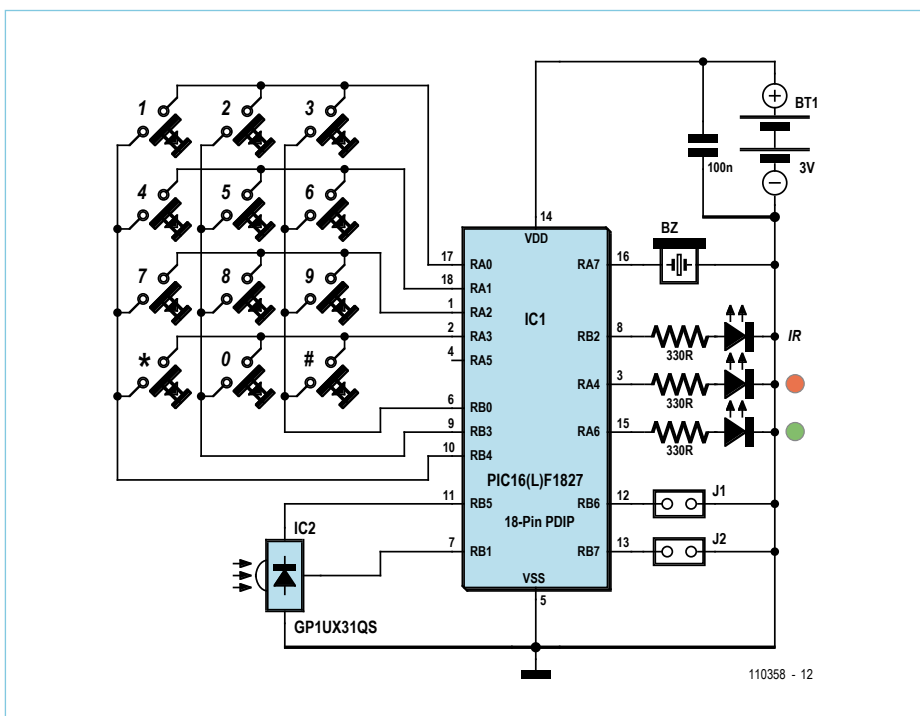 BT1
3V
100n
1 2 3
4 5 6
7 8 9
* 0 #
14
VDD
IC1
17 RA0
18 RA1
1 RA2
2 RA3
4 RA5
6 RB0
9 RB3
10 RB4
11 RB5
7 RB1
RA7 16
RB2 8
RA4 3
RA6 15
RB6 12
RB7 13
PIC16(L)F1827
18-Pin PDIP
VSS
5
BZ
330R
IR
330R
330R
J1
J2
IC2
GP1UX31QS
110358 - 12